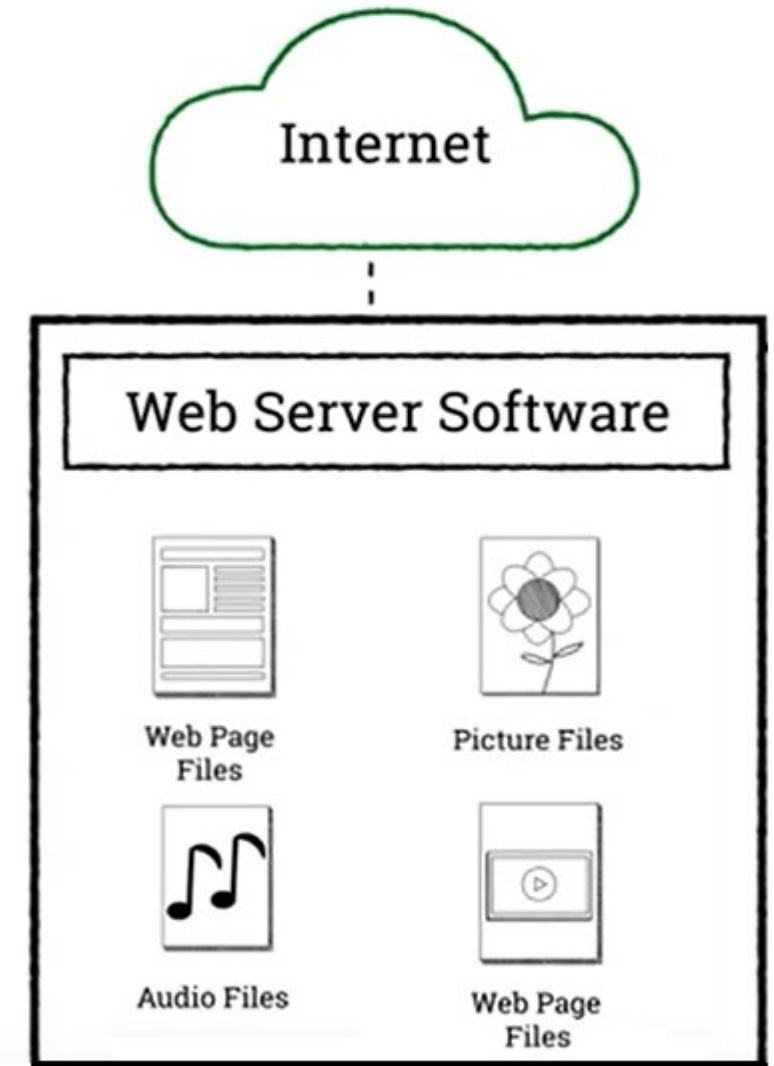 Internet
Web Server Software
Web Page
Files
Picture Files
Audio Files
Web Page
Files